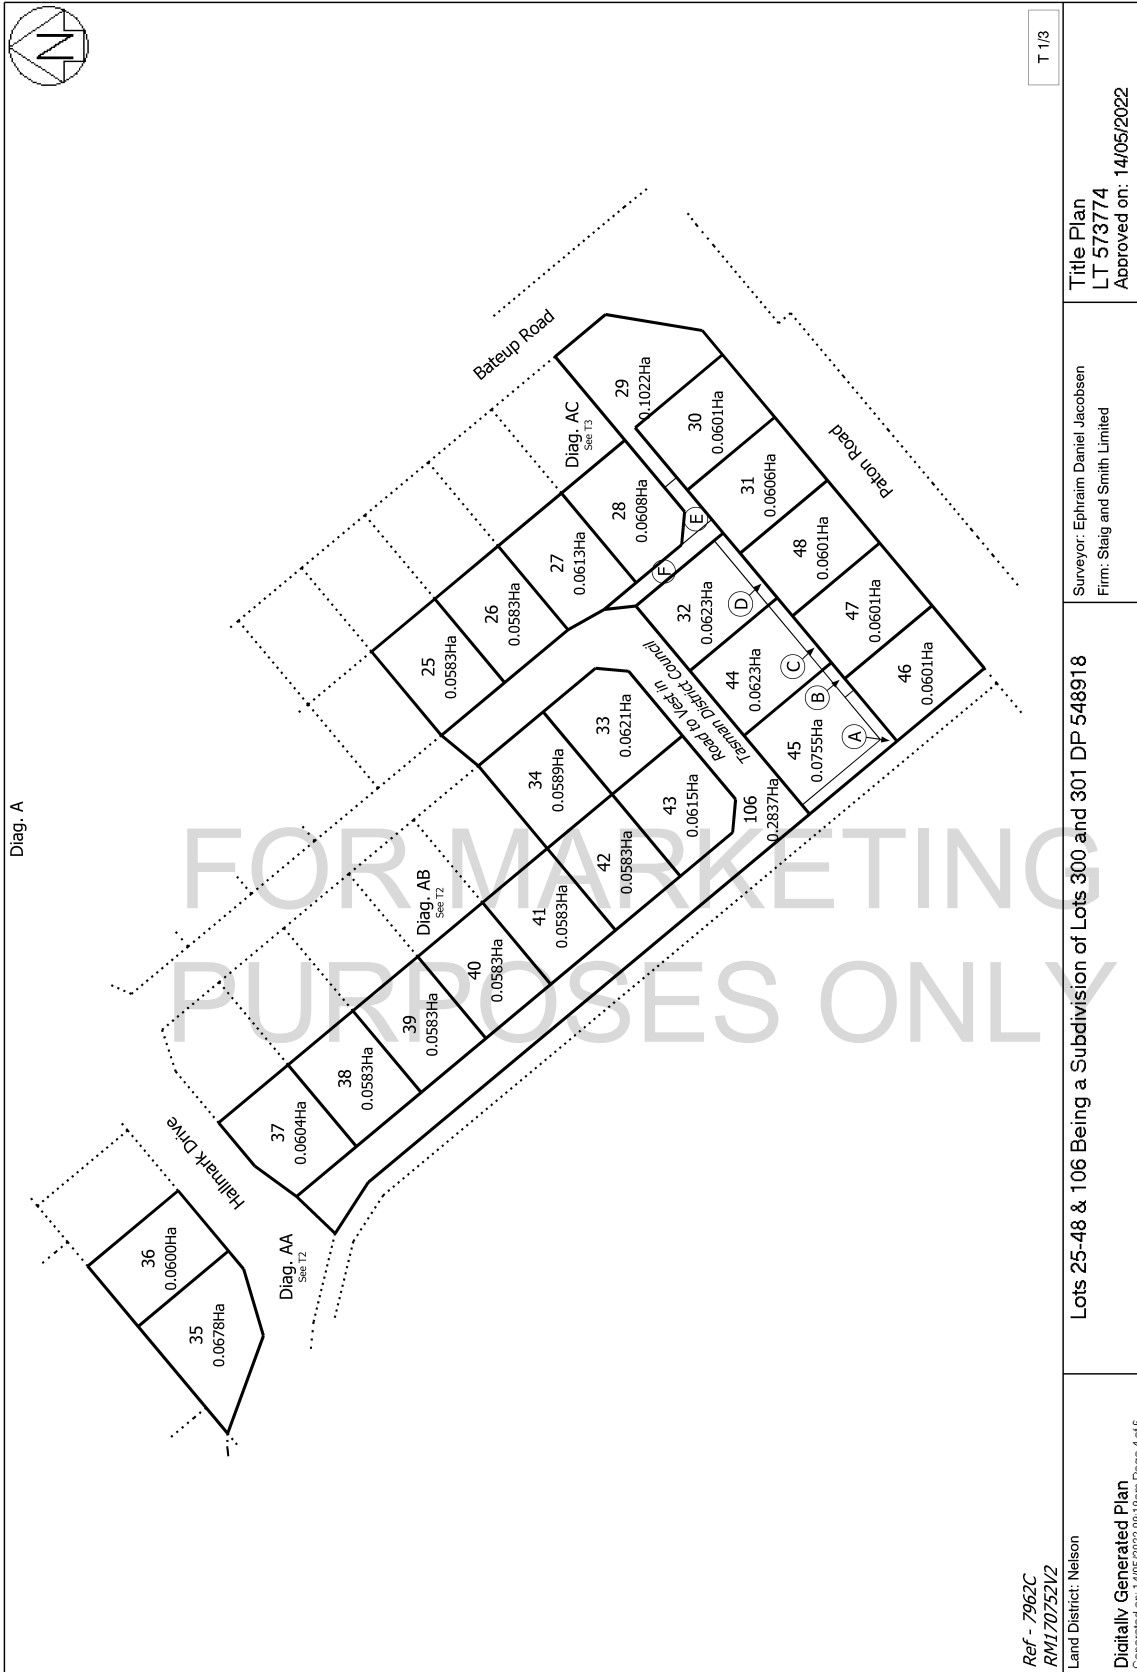 Diag. A
N
T 1/3
Bateup Road
Diag. AC
See T3
29
0.1022Ha
30
0.0601Ha
31
0.0606Ha
Paton Road
28
0.0608Ha
27
0.0613Ha
26
0.0583Ha
25
0.0583Ha
E
F
D
C
B
A
32
0.0623Ha
48
0.0601Ha
47
0.0601Ha
46
0.0601Ha
44
0.0623Ha
45
0.0755Ha
Road to Vest in
Tasman District Council
106
0.2837Ha
33
0.0621Ha
34
0.0589Ha
43
0.0615Ha
42
0.0583Ha
41
0.0583Ha
40
0.0583Ha
39
0.0583Ha
38
0.0583Ha
37
0.0604Ha
Diag. AB
See T2
Hallmark Drive
Diag. AA
See T2
36
0.0600Ha
35
0.0678Ha
FOR MARKETING
PURPOSES ONLY
Ref - 7962C
RM170752V2
Land District: Nelson
Digitally Generated Plan
Lots 25-48 & 106 Being a Subdivision of Lots 300 and 301 DP 548918
Surveyor: Ephraim Daniel Jacobsen
Firm: Staig and Smith Limited
Title Plan
LT 573774
Approved on: 14/05/2022